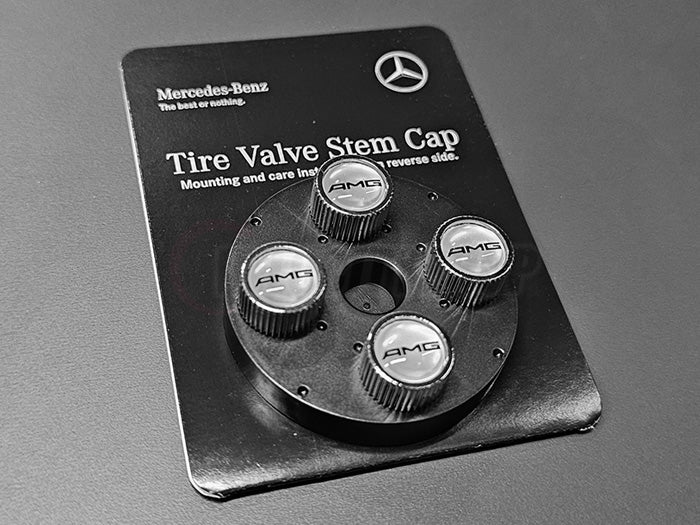 Mercedes-Benz
The best or nothing.
Tire Valve Stem Cap
Mounting and care inst reverse side.
AMG
AMG
AMG
AMG